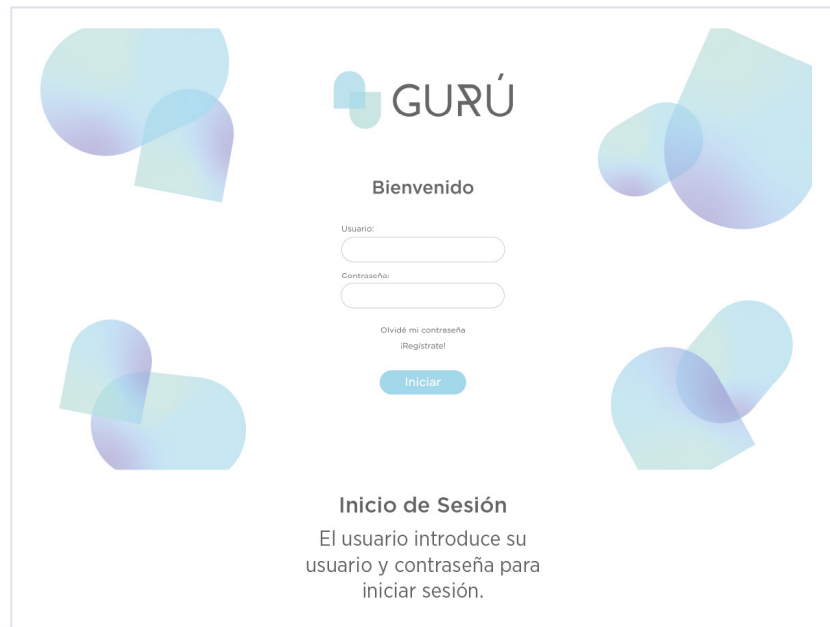 GURÚ
Bienvenido
Usuario:
Contraseña:
Olvidé mi contraseña
¡Regístrate!
Iniciar
Inicio de Sesión
El usuario introduce su
usuario y contraseña para
iniciar sesión.